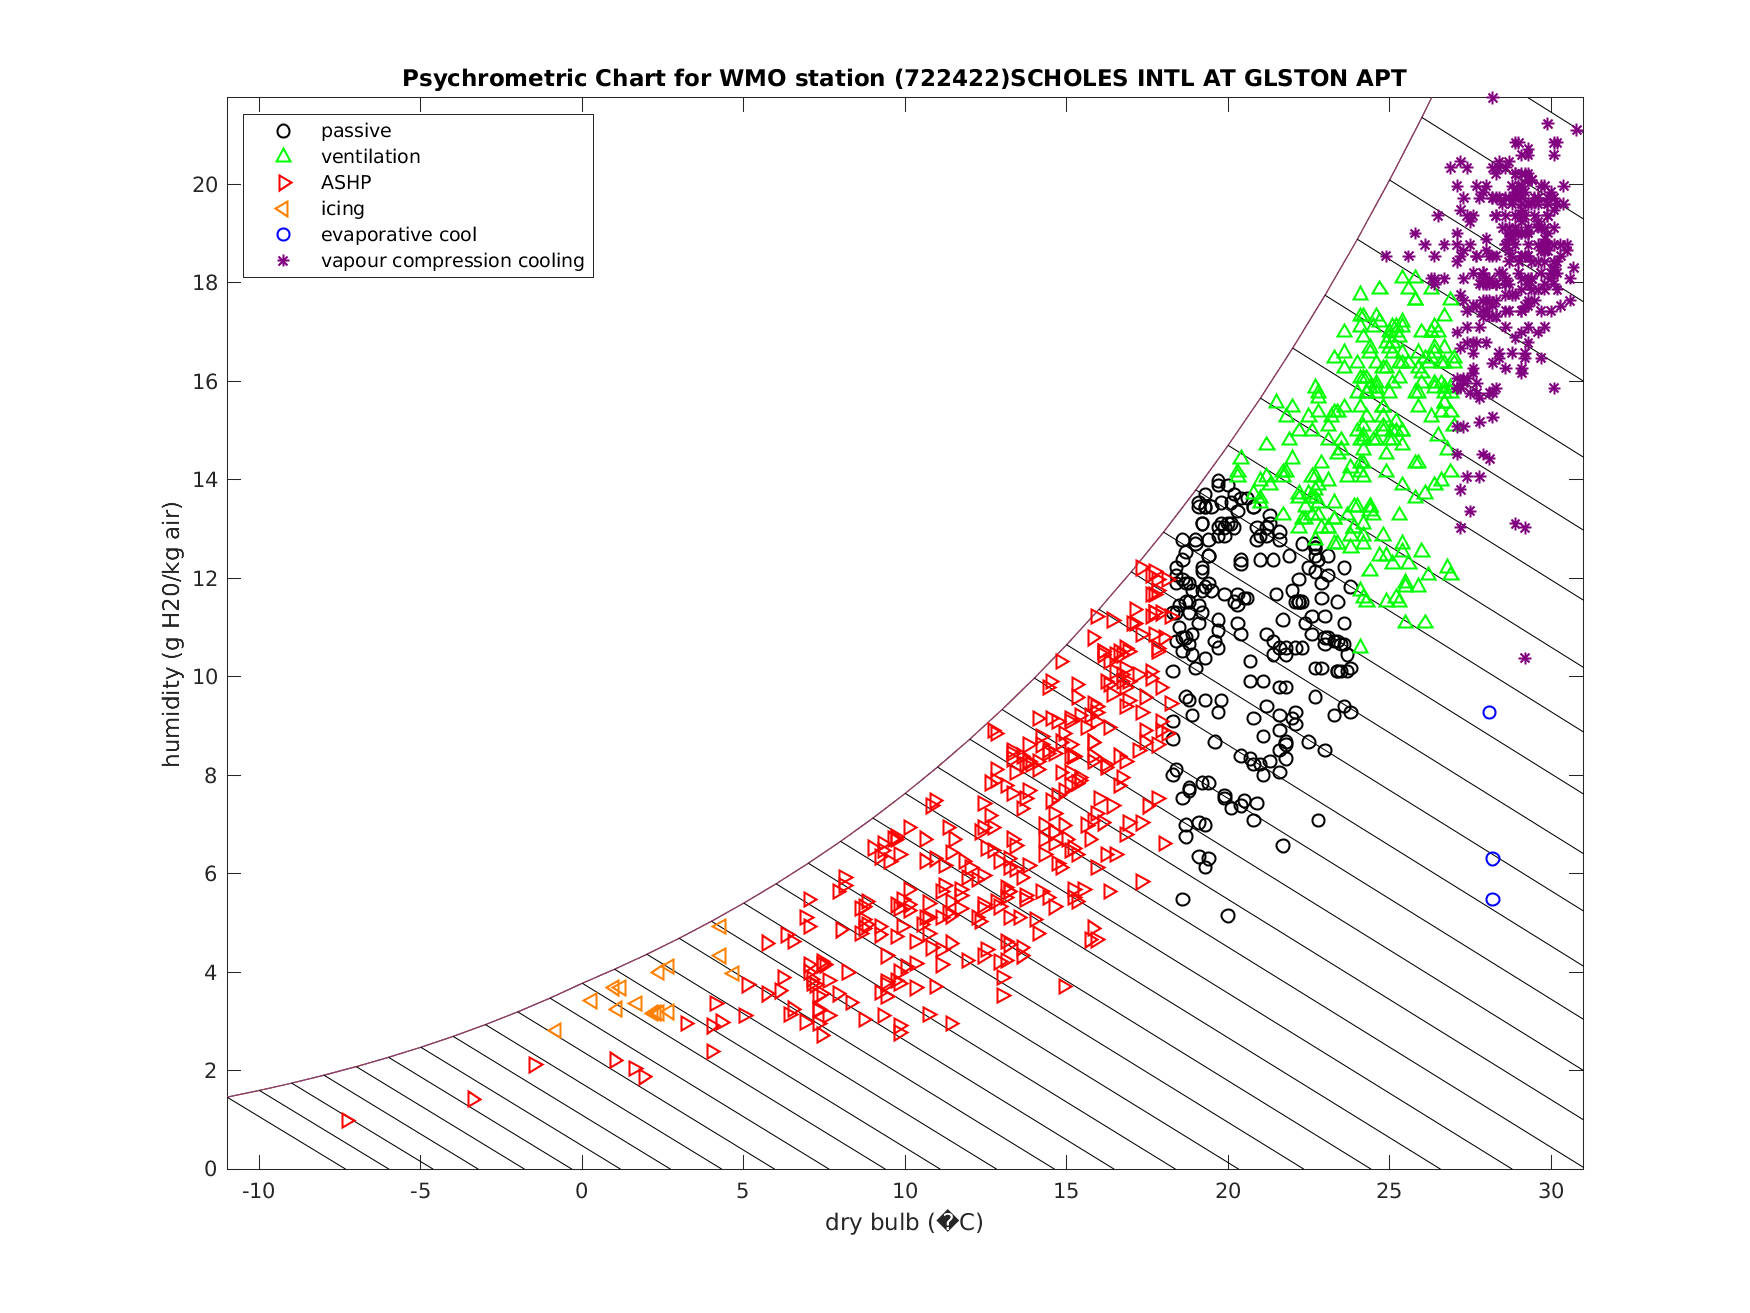 Psychrometric Chart for WMO station (722422)SCHOLES INTL AT GLSTON APT
passive
ventilation
ASHP
icing
evaporative cool
vapour compression cooling
humidity (g H20/kg air)
20
18
16
14
12
10
8
6
4
2
0
-10 -5 0 5 10 15 20 25 30
dry bulb (�C)